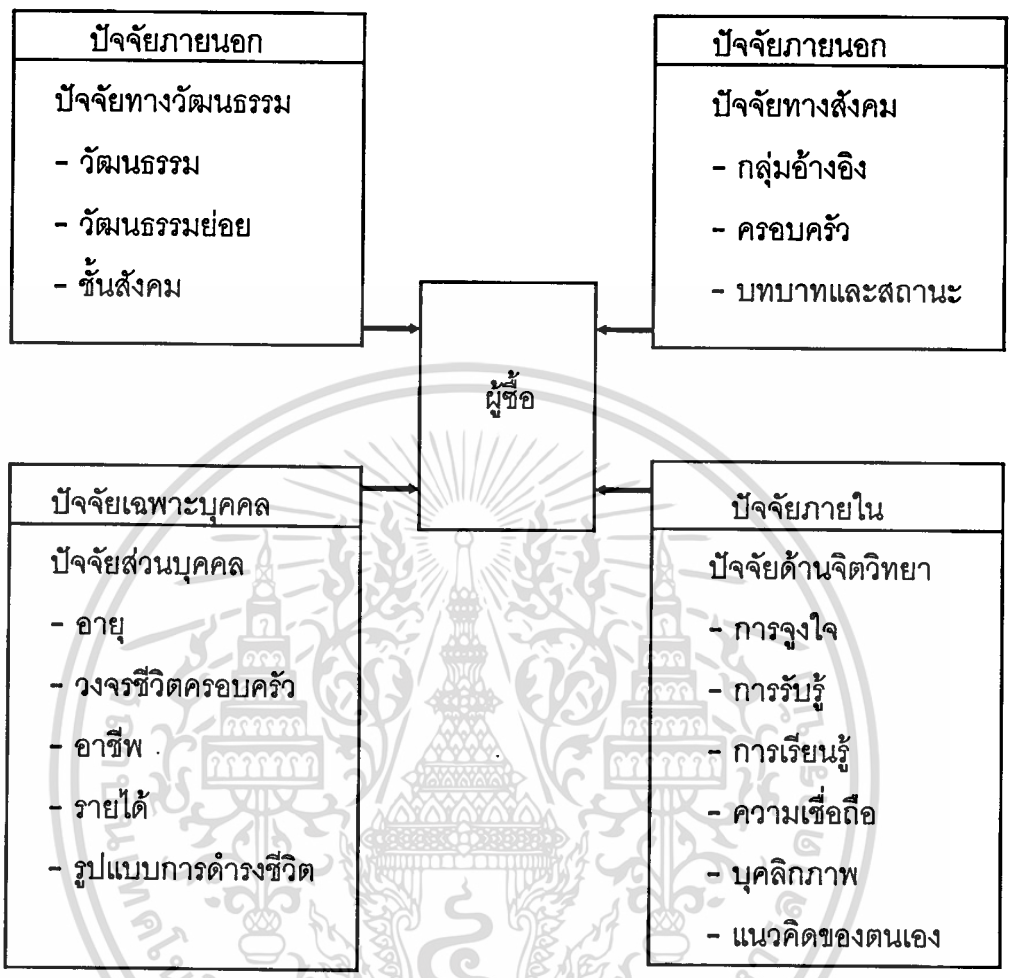 ปัจจัยภายนอก
ปัจจัยทางวัฒนธรรม
- วัฒนธรรม
- วัฒนธรรมย่อย
- ชั้นสังคม
ปัจจัยภายนอก
ปัจจัยทางสังคม
- กลุ่มอ้างอิง
- ครอบครัว
- บทบาทและสถานะ
ผู้ซื้อ
ปัจจัยเฉพาะบุคคล
ปัจจัยส่วนบุคคล
- อายุ
- วงจรชีวิตครอบครัว
- อาชีพ
- รายได้
- รูปแบบการดำรงชีวิต
ปัจจัยภายใน
ปัจจัยด้านจิตวิทยา
- การจูงใจ
- การรับรู้
- การเรียนรู้
- ความเชื่อถือ
- บุคลิกภาพ
- แนวคิดของตนเอง